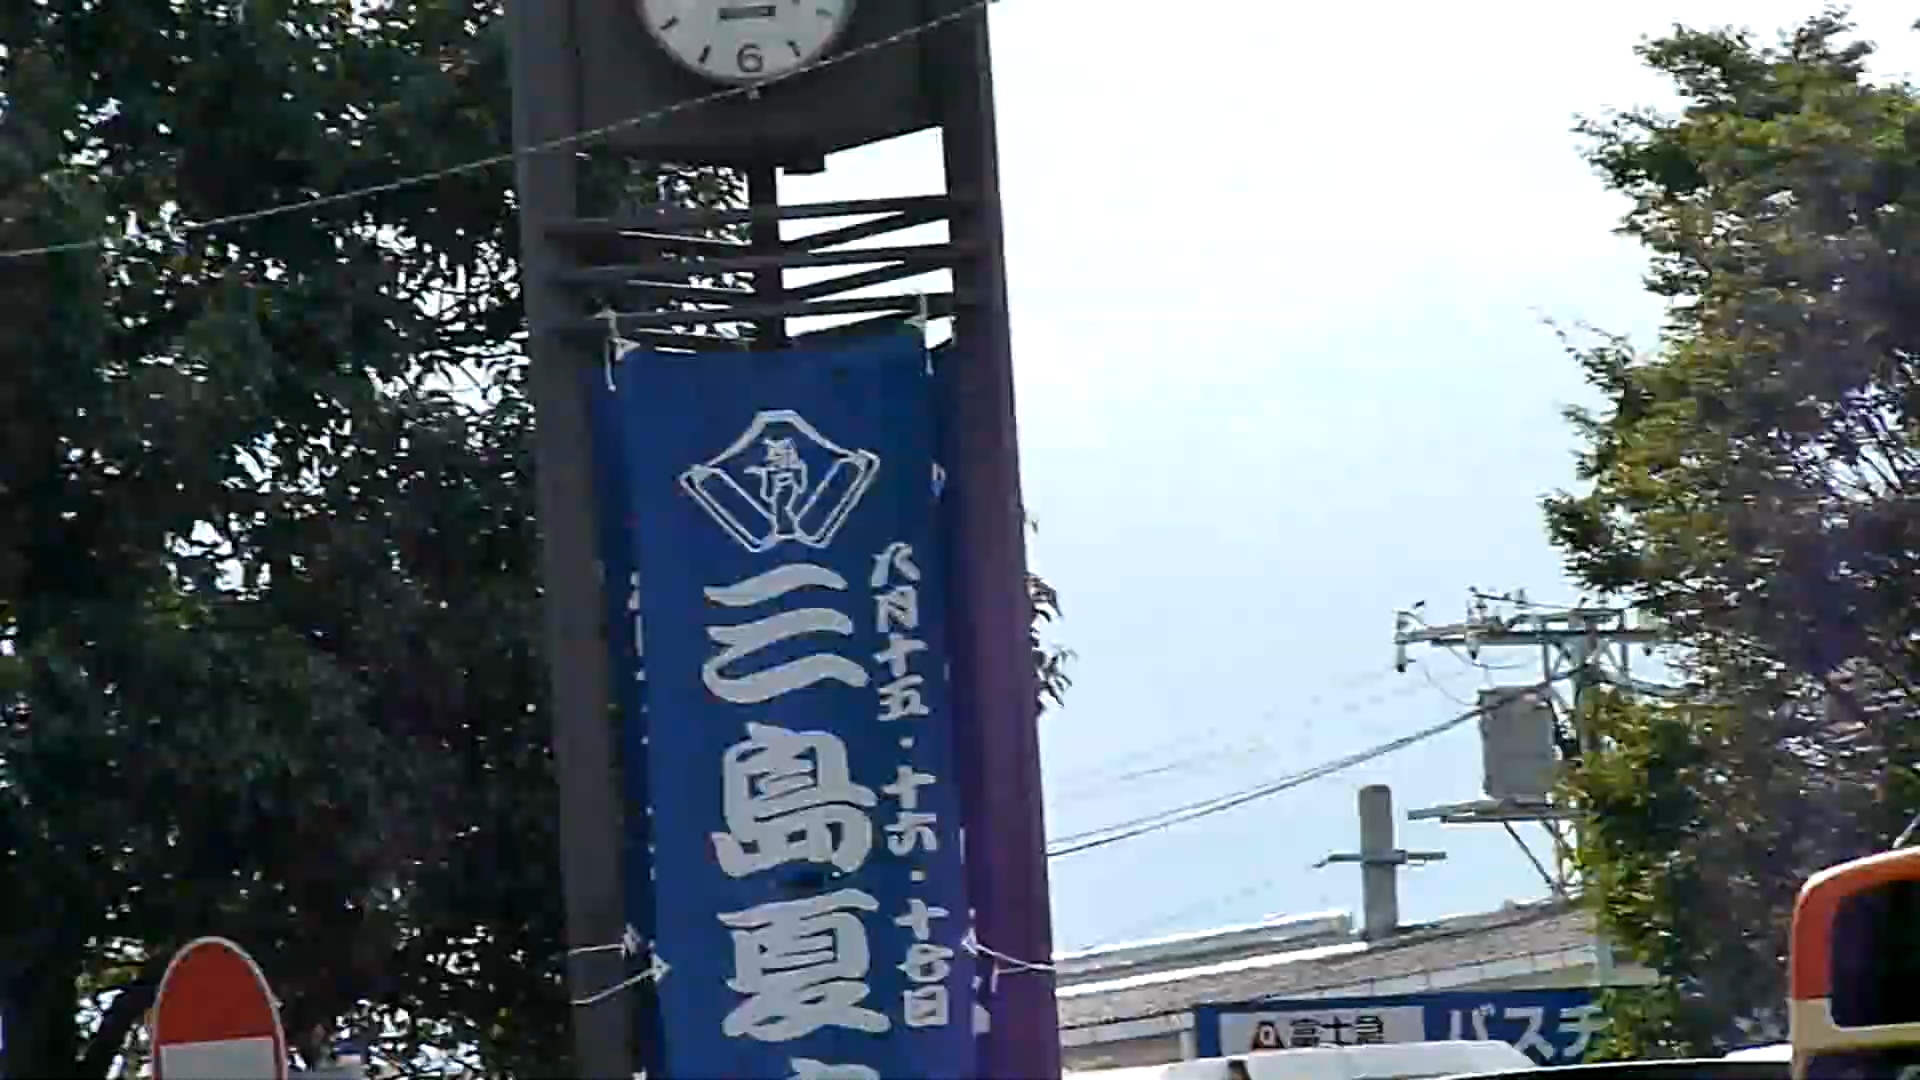 6
八月十五・十六・十七日
三島夏
富士急
バスチ